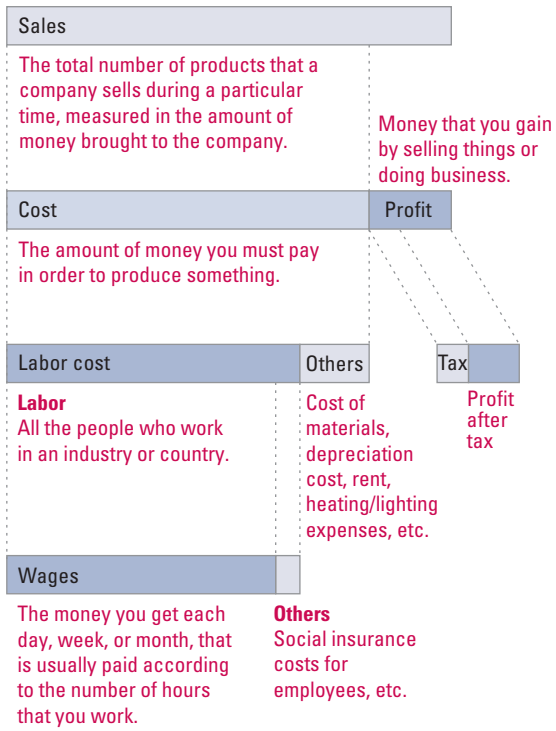 Sales
The total number of products that a
company sells during a particular
time, measured in the amount of
money brought to the company.
Money that you gain
by selling things or
doing business.
Cost
Profit
The amount of money you must pay
in order to produce something.
Labor cost
Others
Tax
Labor
All the people who work
in an industry or country.
Cost of
materials,
depreciation
cost, rent,
heating/lighting
expenses, etc.
Profit
after
tax
Wages
The money you get each
day, week, or month, that
is usually paid according
to the number of hours
that you work.
Others
Social insurance
costs for
employees, etc.